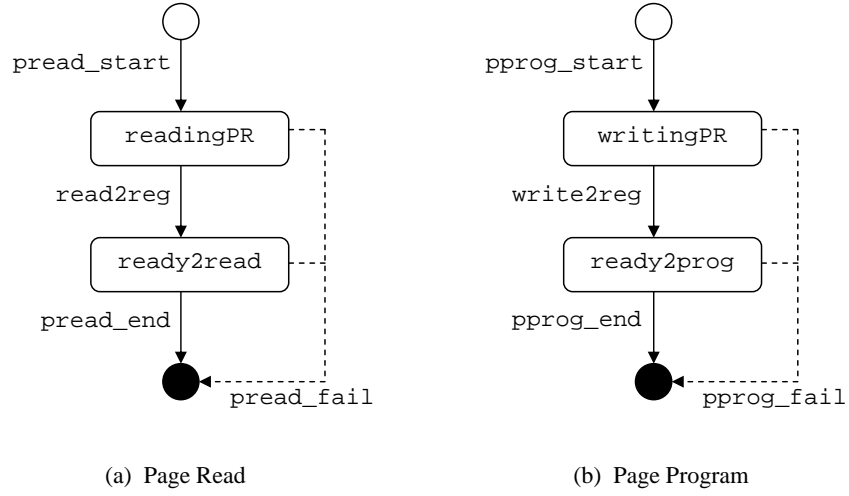 pread_start
readingPR
read2reg
ready2read
pread_end
pread_fail
(a) Page Read
pprog_start
writingPR
write2reg
ready2prog
pprog_end
pprog_fail
(b) Page Program